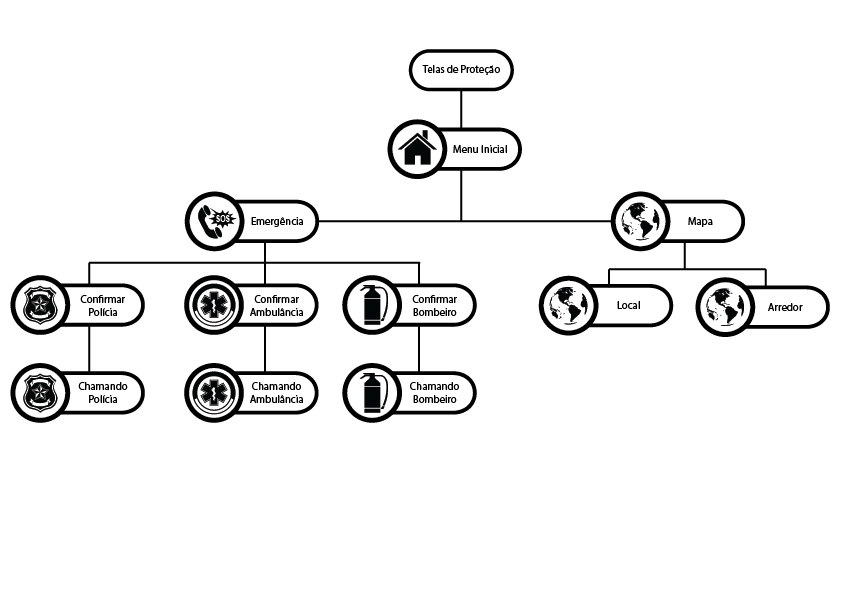 Telas de Proteção
Menu Inicial
SOS
Emergência
Mapa
Confirmar
Polícia
Confirmar
Ambulância
Confirmar
Bombeiro
Local
Arredor
Chamando
Polícia
Chamando
Ambulância
Chamando
Bombeiro